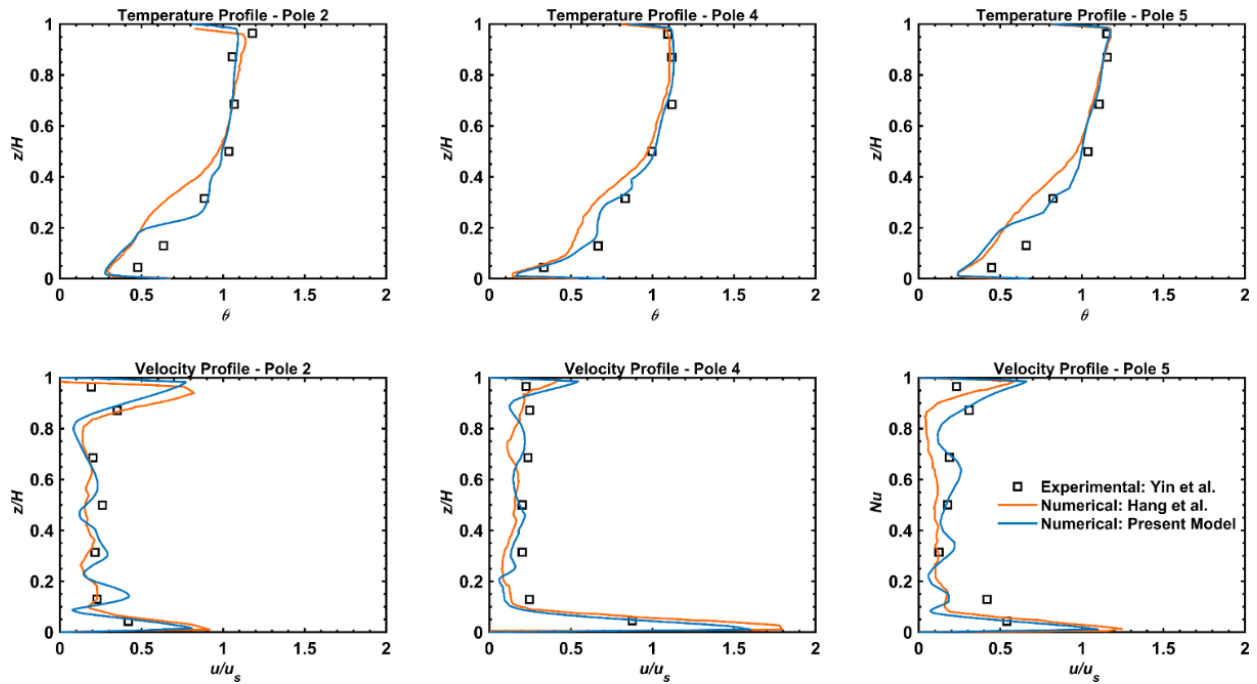 Temperature Profile - Pole 2
1
0.8
0.6
0.4
0.2
0
z/H
0 0.5 1 1.5 2
θ
Temperature Profile - Pole 4
1
0.8
0.6
0.4
0.2
0
z/H
0 0.5 1 1.5 2
θ
Temperature Profile - Pole 5
1
0.8
0.6
0.4
0.2
0
z/H
0 0.5 1 1.5 2
θ
Velocity Profile - Pole 2
1
0.8
0.6
0.4
0.2
0
z/H
0 0.5 1 1.5 2
u/us
Velocity Profile - Pole 4
1
0.8
0.6
0.4
0.2
0
z/H
0 0.5 1 1.5 2
u/us
Velocity Profile - Pole 5
1
0.8
0.6
0.4
0.2
0
Nu
Experimental: Yin et al.
Numerical: Hang et al.
Numerical: Present Model
0 0.5 1 1.5 2
u/us